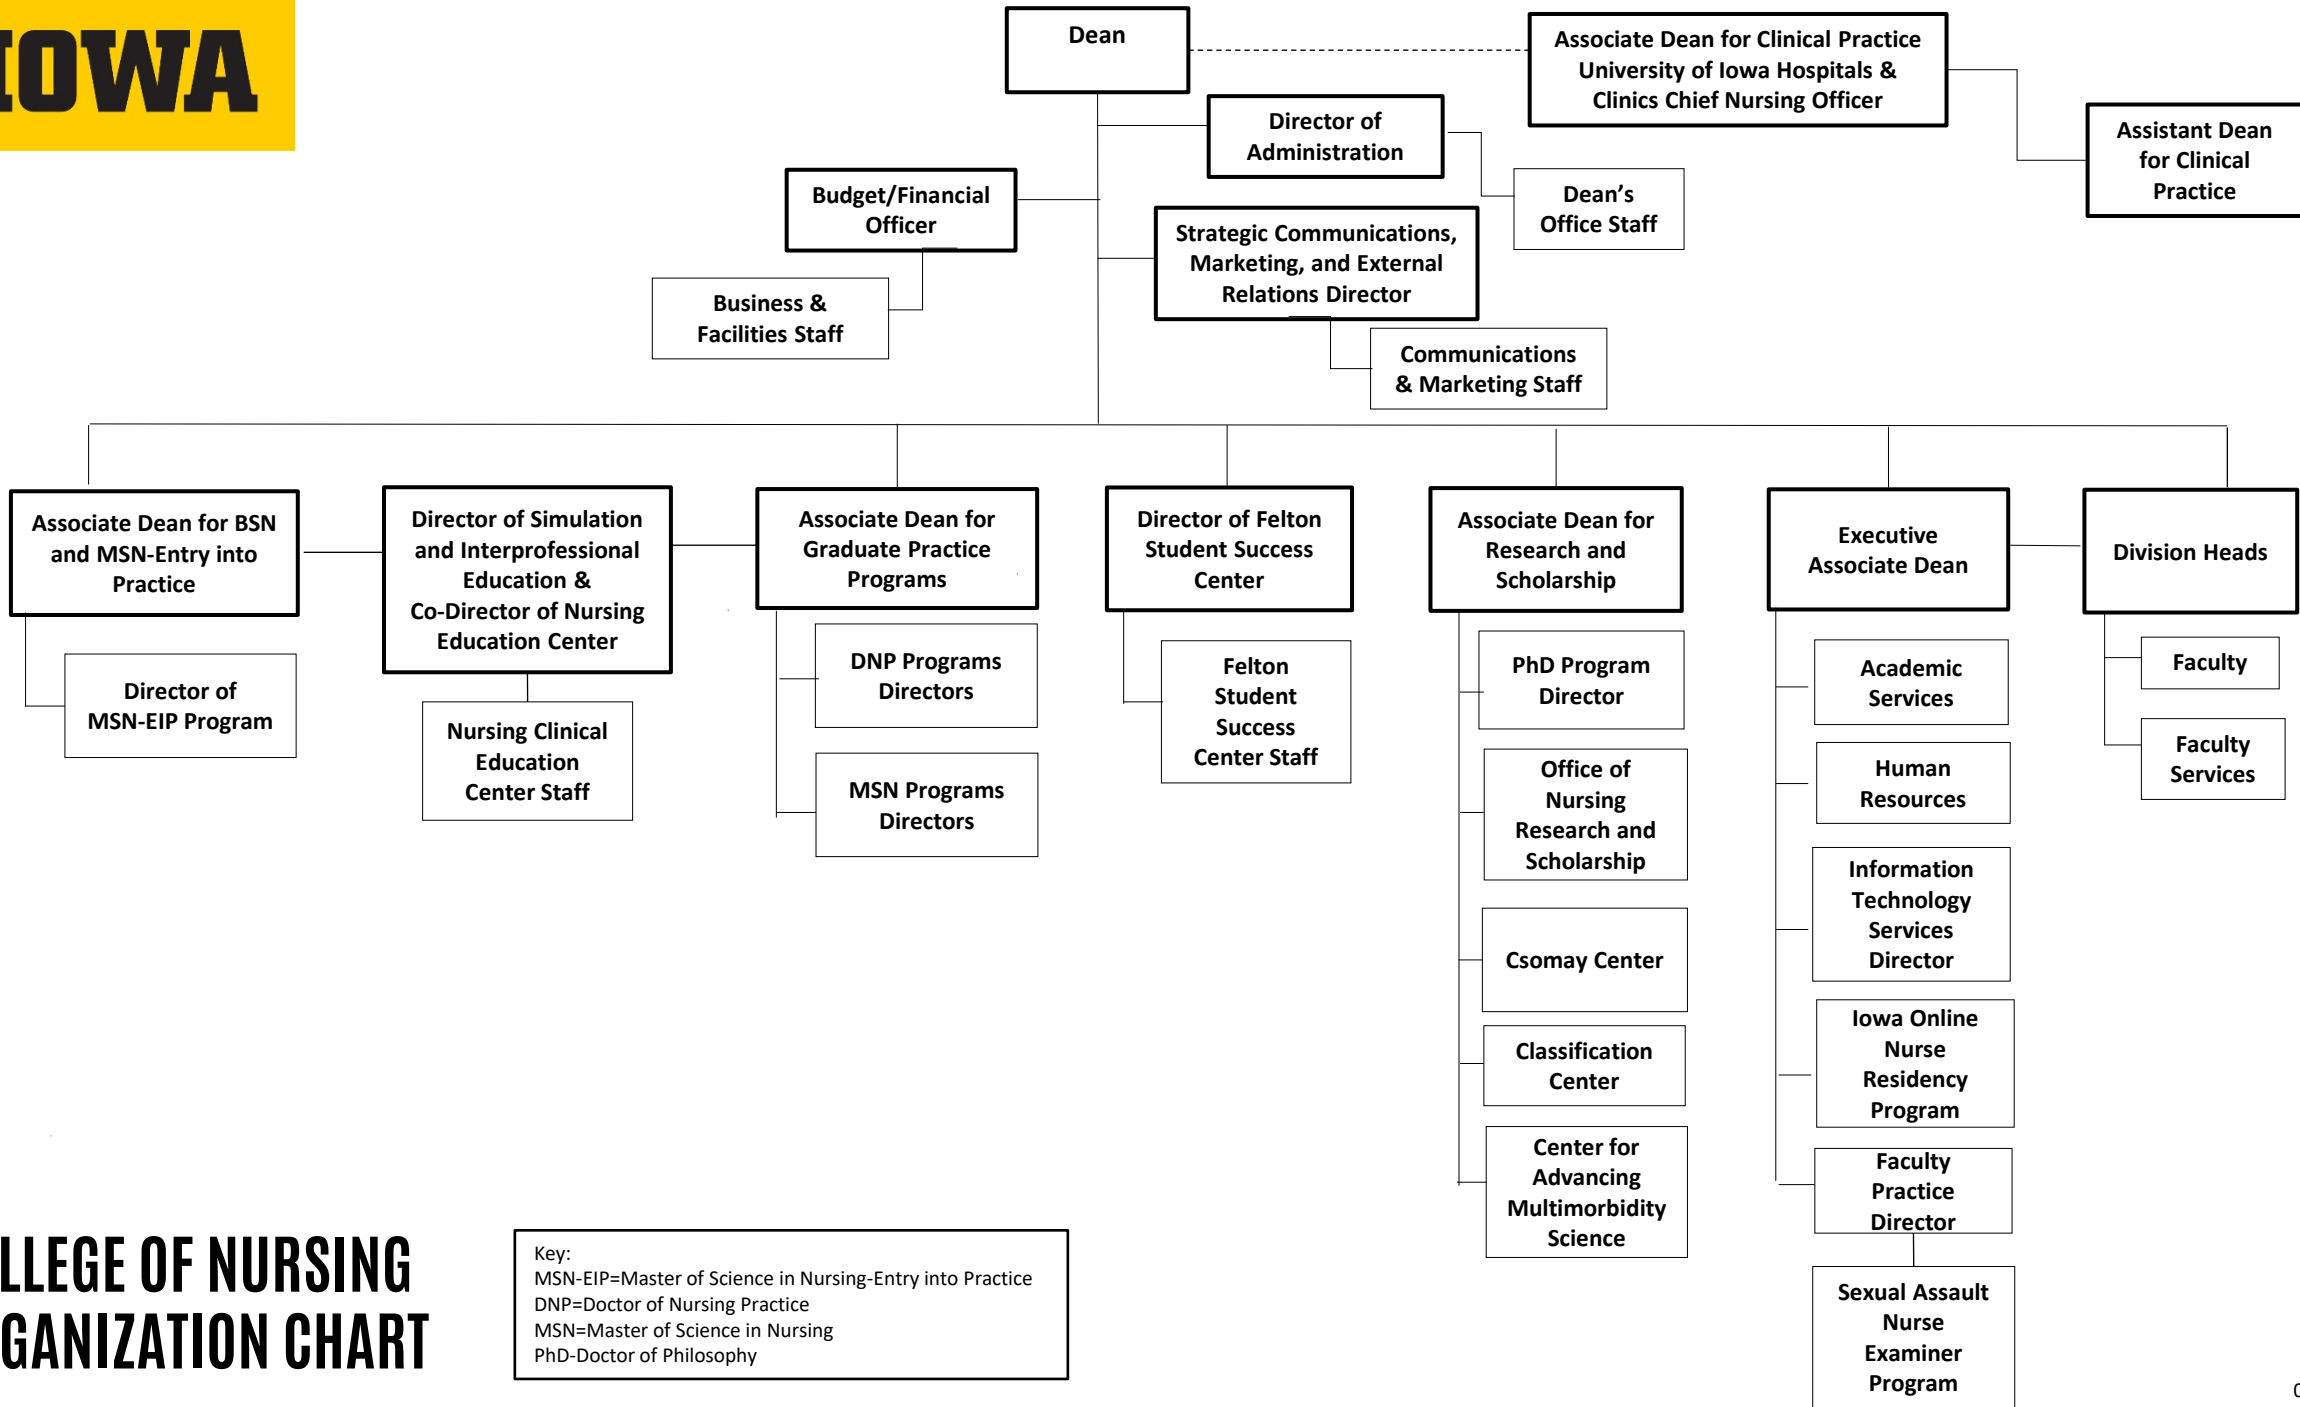 IOWA
Dean
Associate Dean for Clinical Practice
University of Iowa Hospitals &
Clinics Chief Nursing Officer
Director of
Administration
Assistant Dean
for Clinical
Practice
Budget/Financial
Officer
Dean’s
Office Staff
Strategic Communications,
Marketing, and External
Relations Director
Business &
Facilities Staff
Communications
& Marketing Staff
Associate Dean for BSN
and MSN-Entry into
Practice
Director of Simulation
and Interprofessional
Education &
Co-Director of Nursing
Education Center
Associate Dean for
Graduate Practice
Programs
Director of Felton
Student Success
Center
Associate Dean for
Research and
Scholarship
Executive
Associate Dean
Division Heads
Director of
MSN-EIP Program
Nursing Clinical
Education
Center Staff
DNP Programs
Directors
MSN Programs
Directors
Felton
Student
Success
Center Staff
PhD Program
Director
Office of
Nursing
Research and
Scholarship
Csomay Center
Classification
Center
Center for
Advancing
Multimorbidity
Science
Academic
Services
Human
Resources
Information
Technology
Services
Director
Iowa Online
Nurse
Residency
Program
Faculty
Practice
Director
Sexual Assault
Nurse
Examiner
Program
Faculty
Faculty
Services
LLEGE OF NURSING
GANIZATION CHART
Key:
MSN-EIP=Master of Science in Nursing-Entry into Practice
DNP=Doctor of Nursing Practice
MSN=Master of Science in Nursing
PhD-Doctor of Philosophy